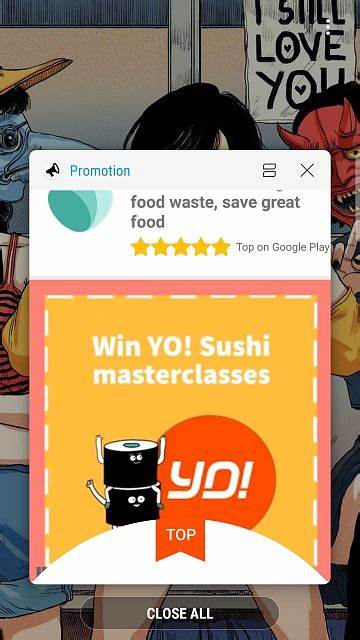 I STILL
LOVE
YOU
Promotion
food waste, save great
food
Top on Google Play
Win YO! Sushi
masterclasses
YO!
TOP
CLOSE ALL